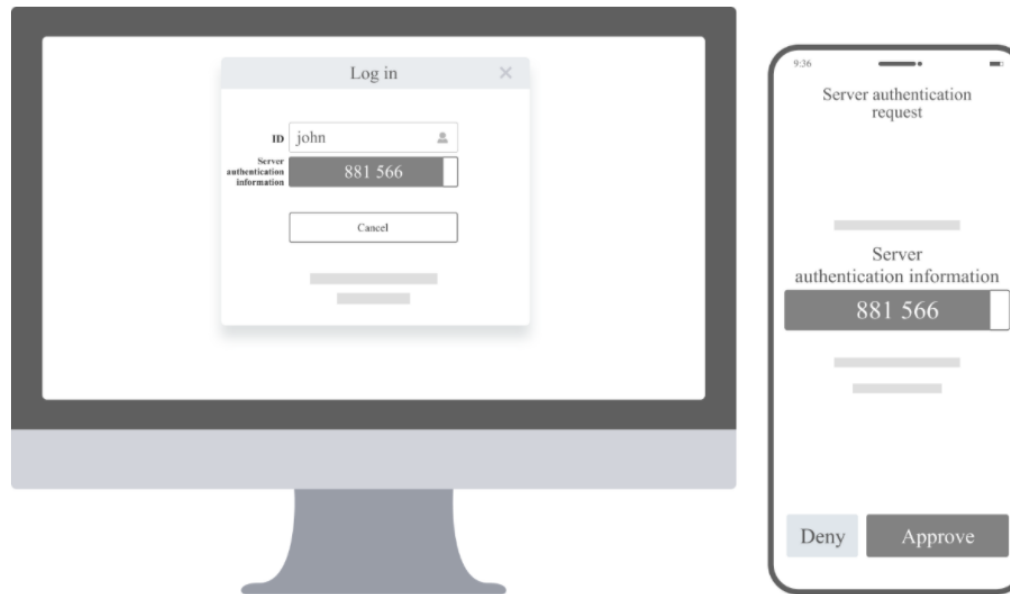 Log in
ID john
Server
authentication
information
881 566
Cancel
9:36
Server authentication
request
Server
authentication information
881 566
Deny
Approve